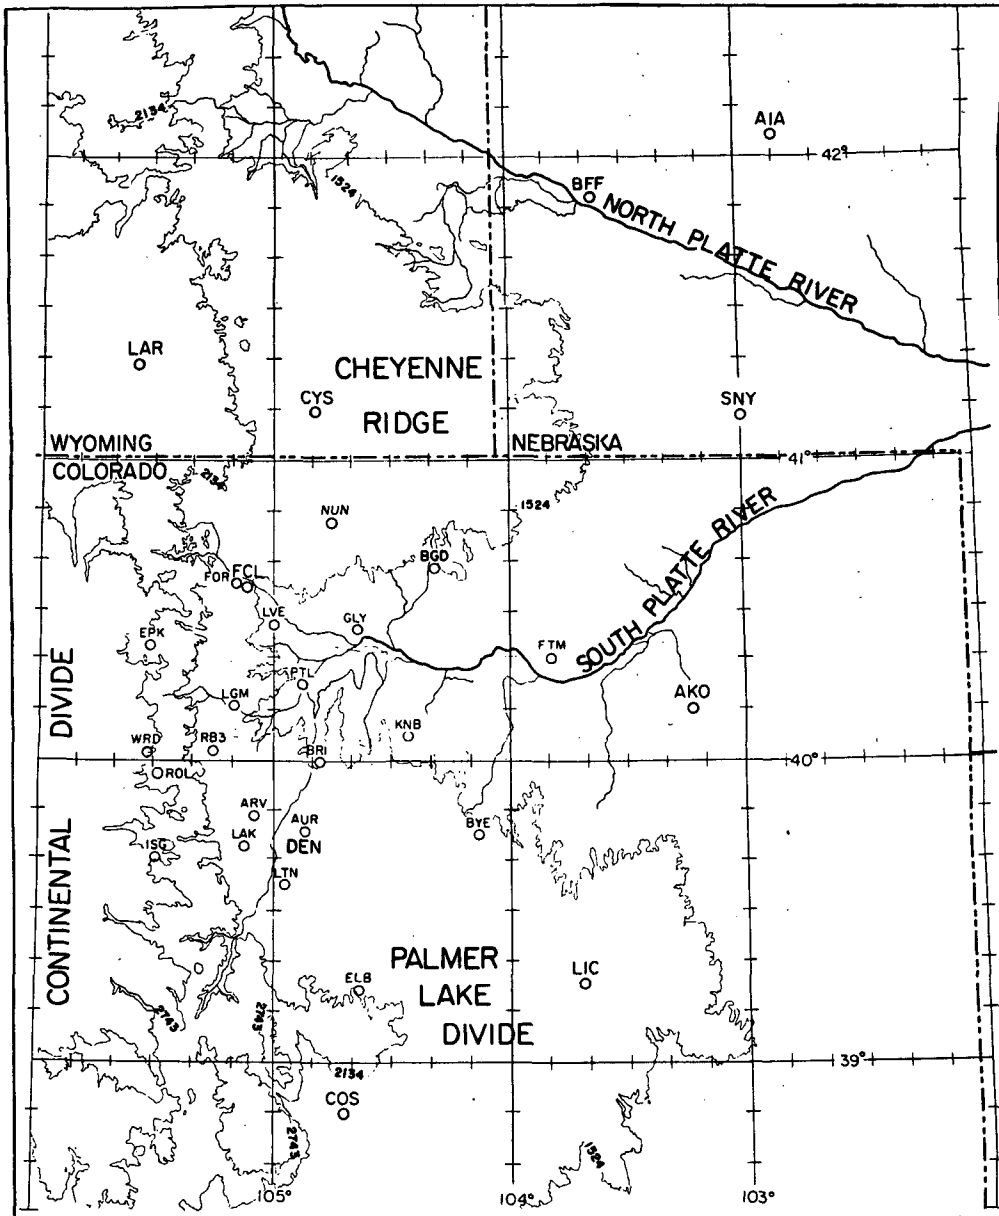 2134
AIA
42°
1524
BFF
NORTH PLATTE RIVER
LAR
CHEYENNE
RIDGE
CYS
SNY
WYOMING
NEBRASKA
COLORADO
41°
2134
1524
NUN
BGD
FOR
FCL
LVE
GLY
SOUTH PLATTE RIVER
EPK
FTM
PTL
LGM
AKO
KNB
WRD
RB3
BRI
40°
ROL
CONTINENTAL DIVIDE
ARV
AUR
LAK
DEN
BYE
ISG
LTN
PALMER
LAKE
DIVIDE
ELB
LIC
2743
2743
39°
2134
COS
2743
1524
105°
104°
103°